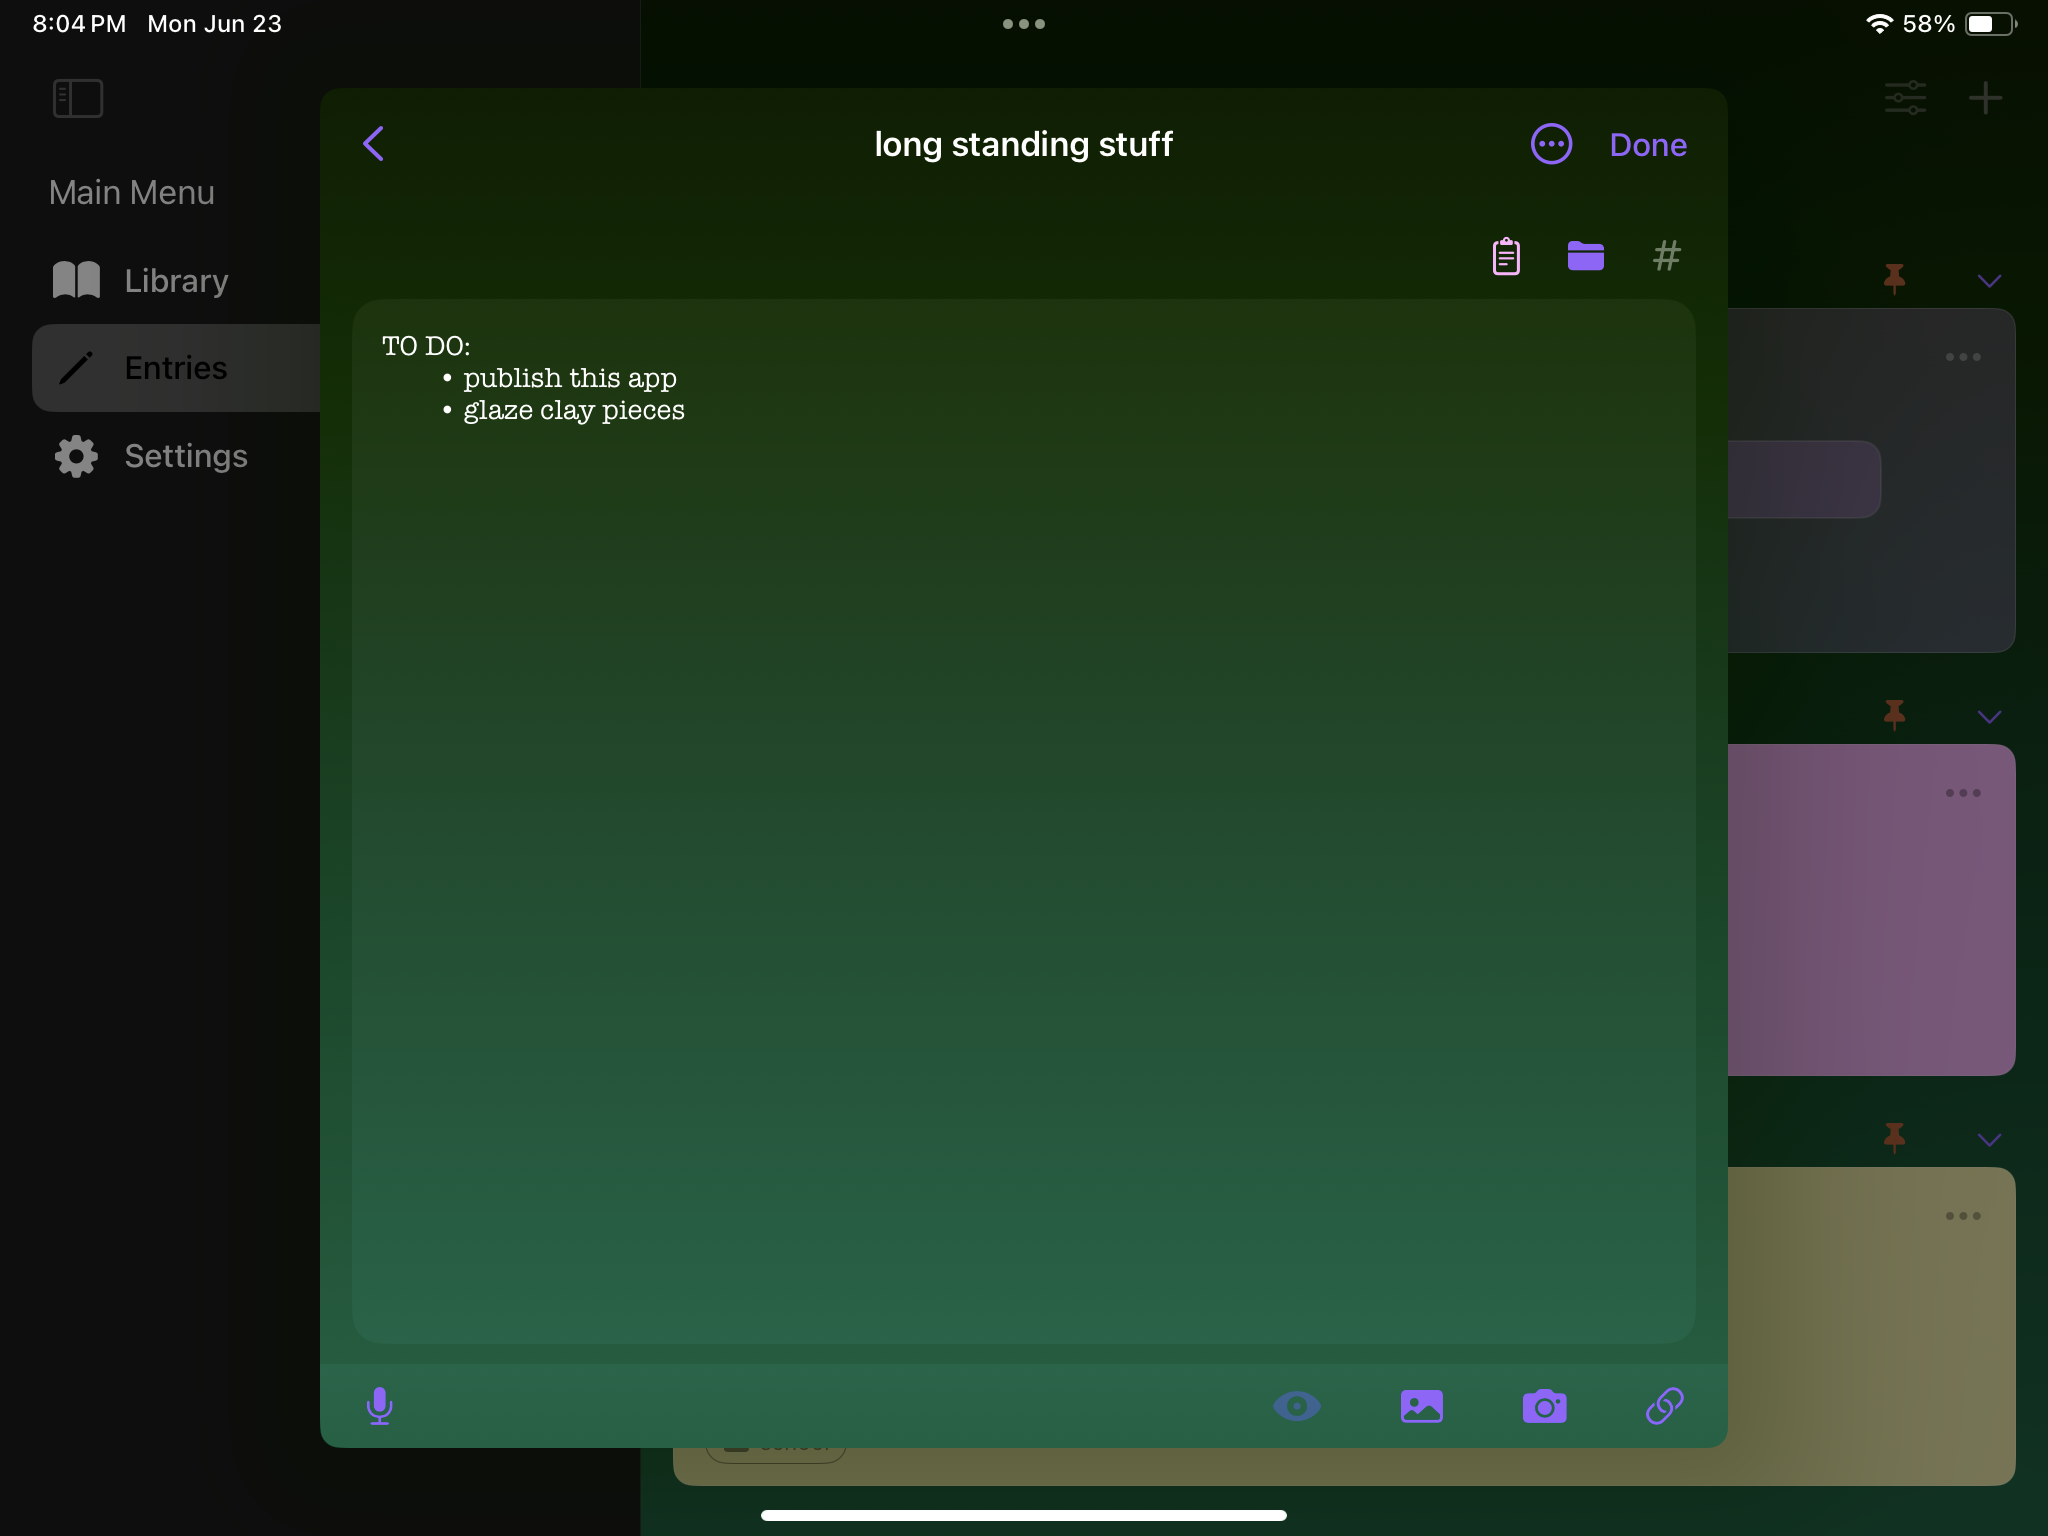 8:04 PM Mon Jun 23
58%
Main Menu
Library
Entries
Settings
long standing stuff
Done
#
TO DO:
• publish this app
• glaze clay pieces